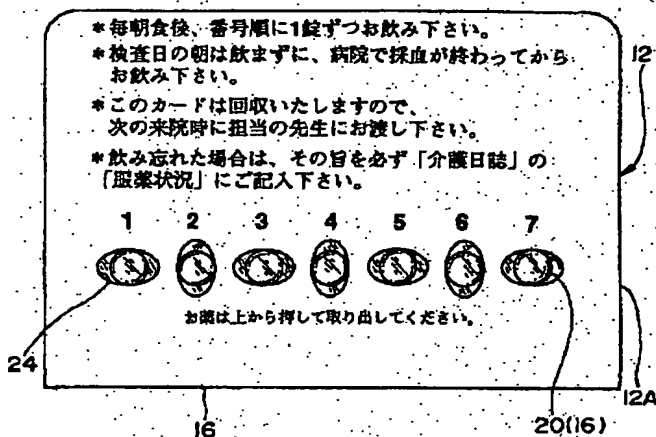 *毎朝食後、番号順に1錠ずつお飲み下さい。
*検査日の朝は飲まずに、病院で採血が終わってから
お飲み下さい。
*このカードは回収いたしますので、
次の来院時に担当の先生にお渡し下さい。
*飲み忘れた場合は、その旨を必ず「介護日誌」の
「服薬状況」にご記入下さい。
1 2 3 4 5 6 7
お薬は上から押して取り出してください。
12
24
12A
16
20(16)